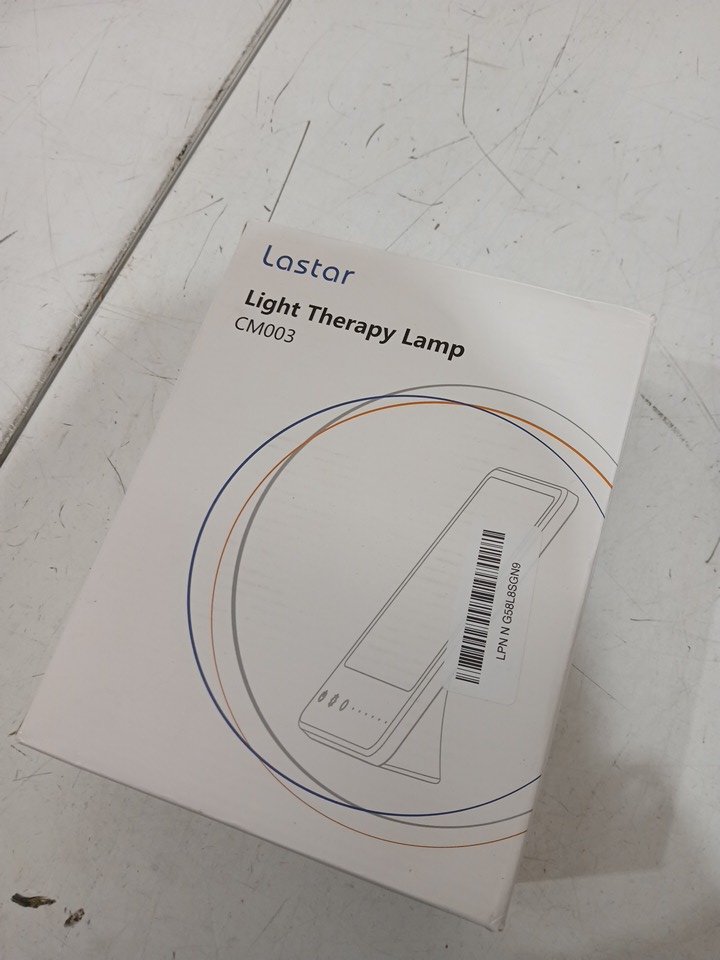 Lastar
Light Therapy Lamp
CM003
LPN N G58L8SGN9